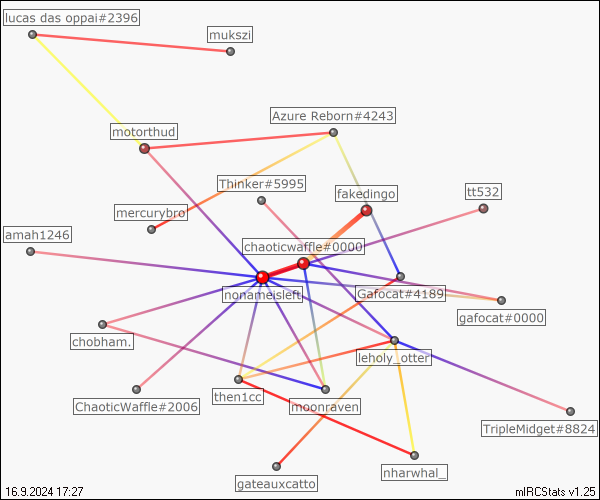 lucas das oppai#2396
mukszi
Azure Reborn#4243
motorthud
Thinker#5995
fakedingo
tt532
mercurybro
amah1246
chaoticwaffle#0000
nonameisleft
Gafocat#4189
gafocat#0000
chobham.
leholy_otter
then1cc
moonraven
ChaoticWaffle#2006
TripleMidget#8824
nharwhal_
gateauxcatto
16.9.2024 17:27
mIRCStats v1.25